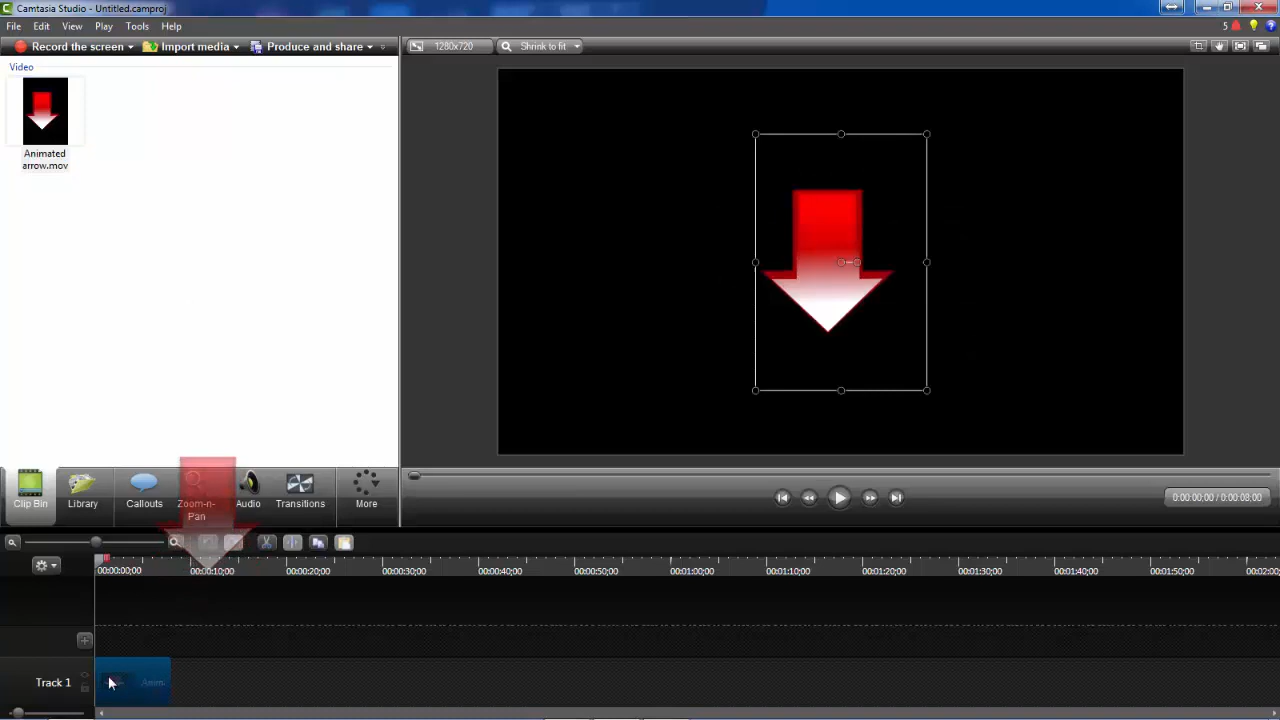 Camtasia Studio - Untitled.camproj
File Edit View Play Tools Help
5
Record the screen Import media Produce and share
1280x720 Shrink to fit
Video
Animated
arrow.mov
Clip Bin Library Callouts Zoom-n-
Pan Audio Transitions More
0:00:00;00 / 0:00:08;00
00:00:00;00 00:00:10;00 00:00:20;00 00:00:30;00 00:00:40;00 00:00:50;00 00:01:00;00 00:01:10;00 00:01:20;00 00:01:30;00 00:01:40;00 00:01:50;00 00:02:00
Track 1